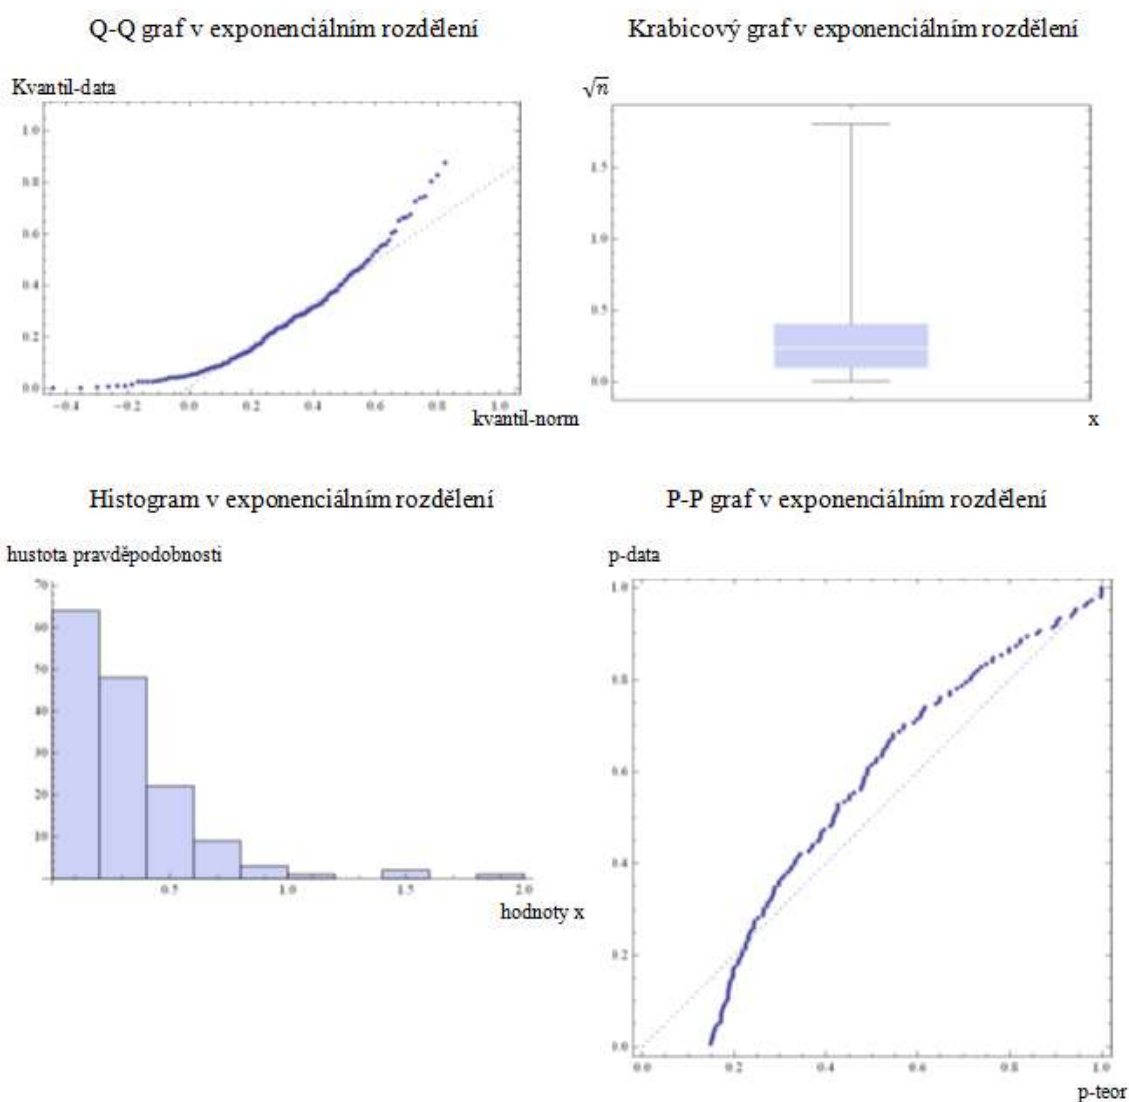 Q-Q graf v exponenciálním rozdělení
Kvantil-data
1.0
0.8
0.6
0.4
0.2
0.0
-0.4 -0.2 0.0 0.2 0.4 0.6 0.8 1.0
kvantil-norm
Krabicový graf v exponenciálním rozdělení
√n
1.5
1.0
0.5
0.0
x
Histogram v exponenciálním rozdělení
hustota pravděpodobnosti
70
60
50
40
30
20
10
0.5 1.0 1.5 2.0
hodnoty x
P-P graf v exponenciálním rozdělení
p-data
1.0
0.8
0.6
0.4
0.2
0.0
0.0 0.2 0.4 0.6 0.8 1.0
p-teor